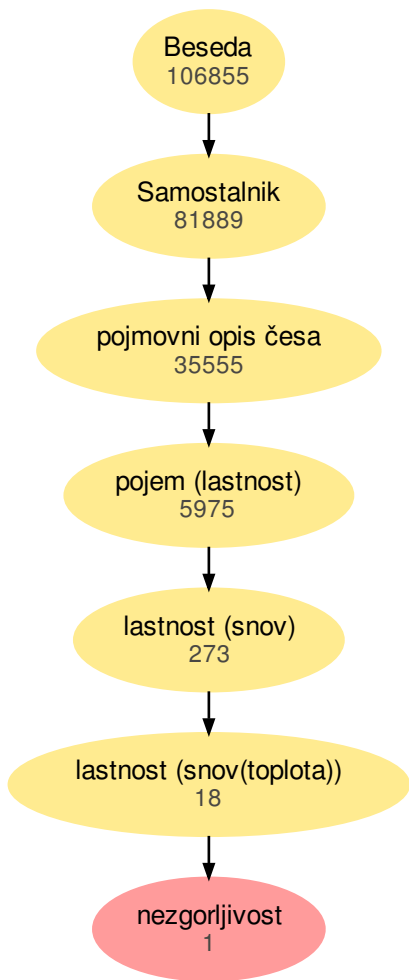 Beseda
106855
Samostalnik
81889
pojmovni opis česa
35555
pojem (lastnost)
5975
lastnost (snov)
273
lastnost (snov(toplota))
18
nezgorljivost
1